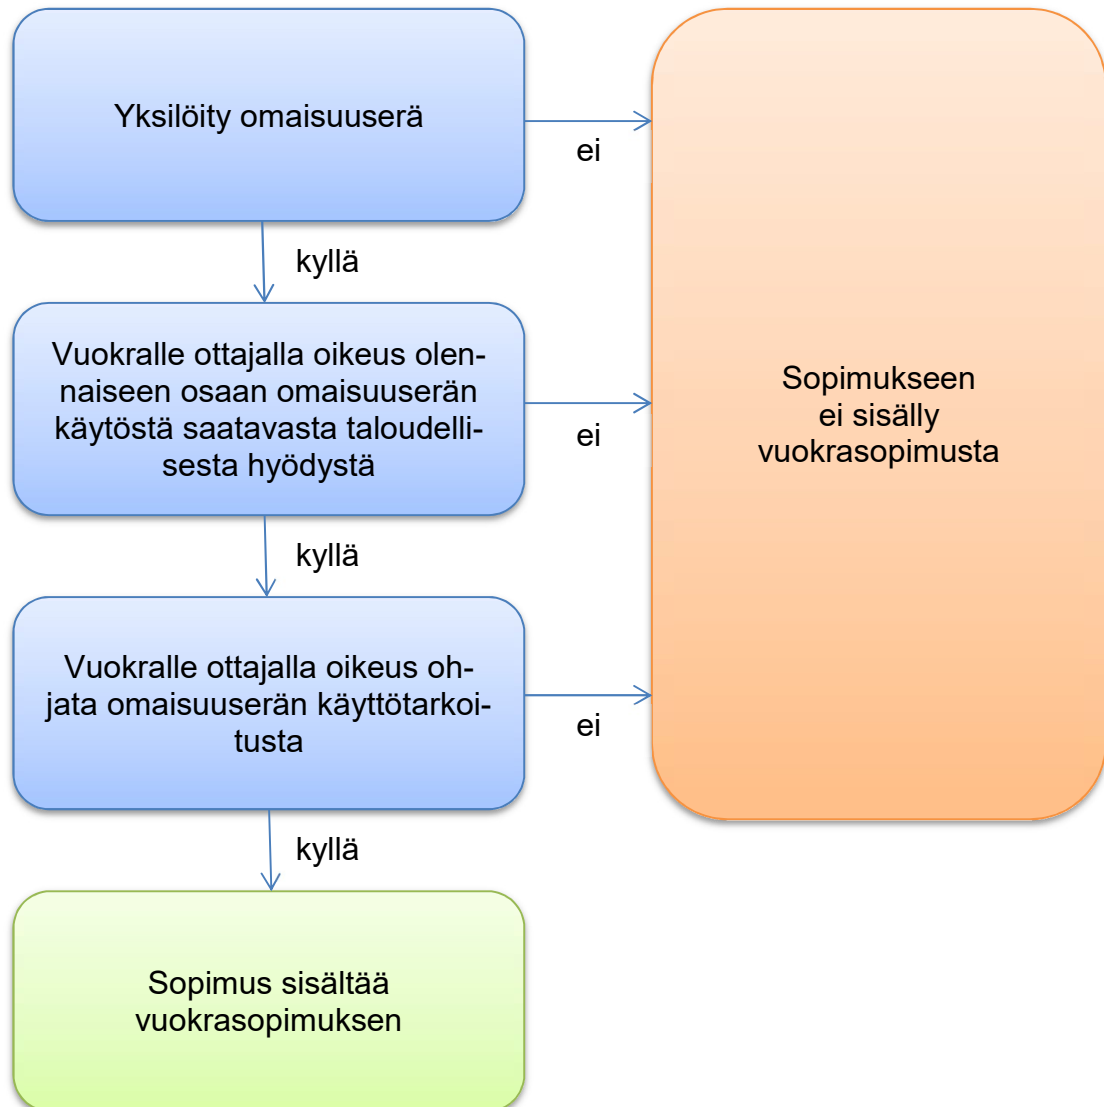 Yksilöity omaisuuserä
ei
kyllä
Vuokralle ottajalla oikeus olen-
naiseen osaan omaisuuserän
käytöstä saatavasta taloudelli-
sesta hyödystä
ei
Sopimukseen
ei sisälly
vuokrasopimusta
kyllä
Vuokralle ottajalla oikeus oh-
jata omaisuuserän käyttötarkoi-
tusta
ei
kyllä
Sopimus sisältää
vuokrasopimuksen